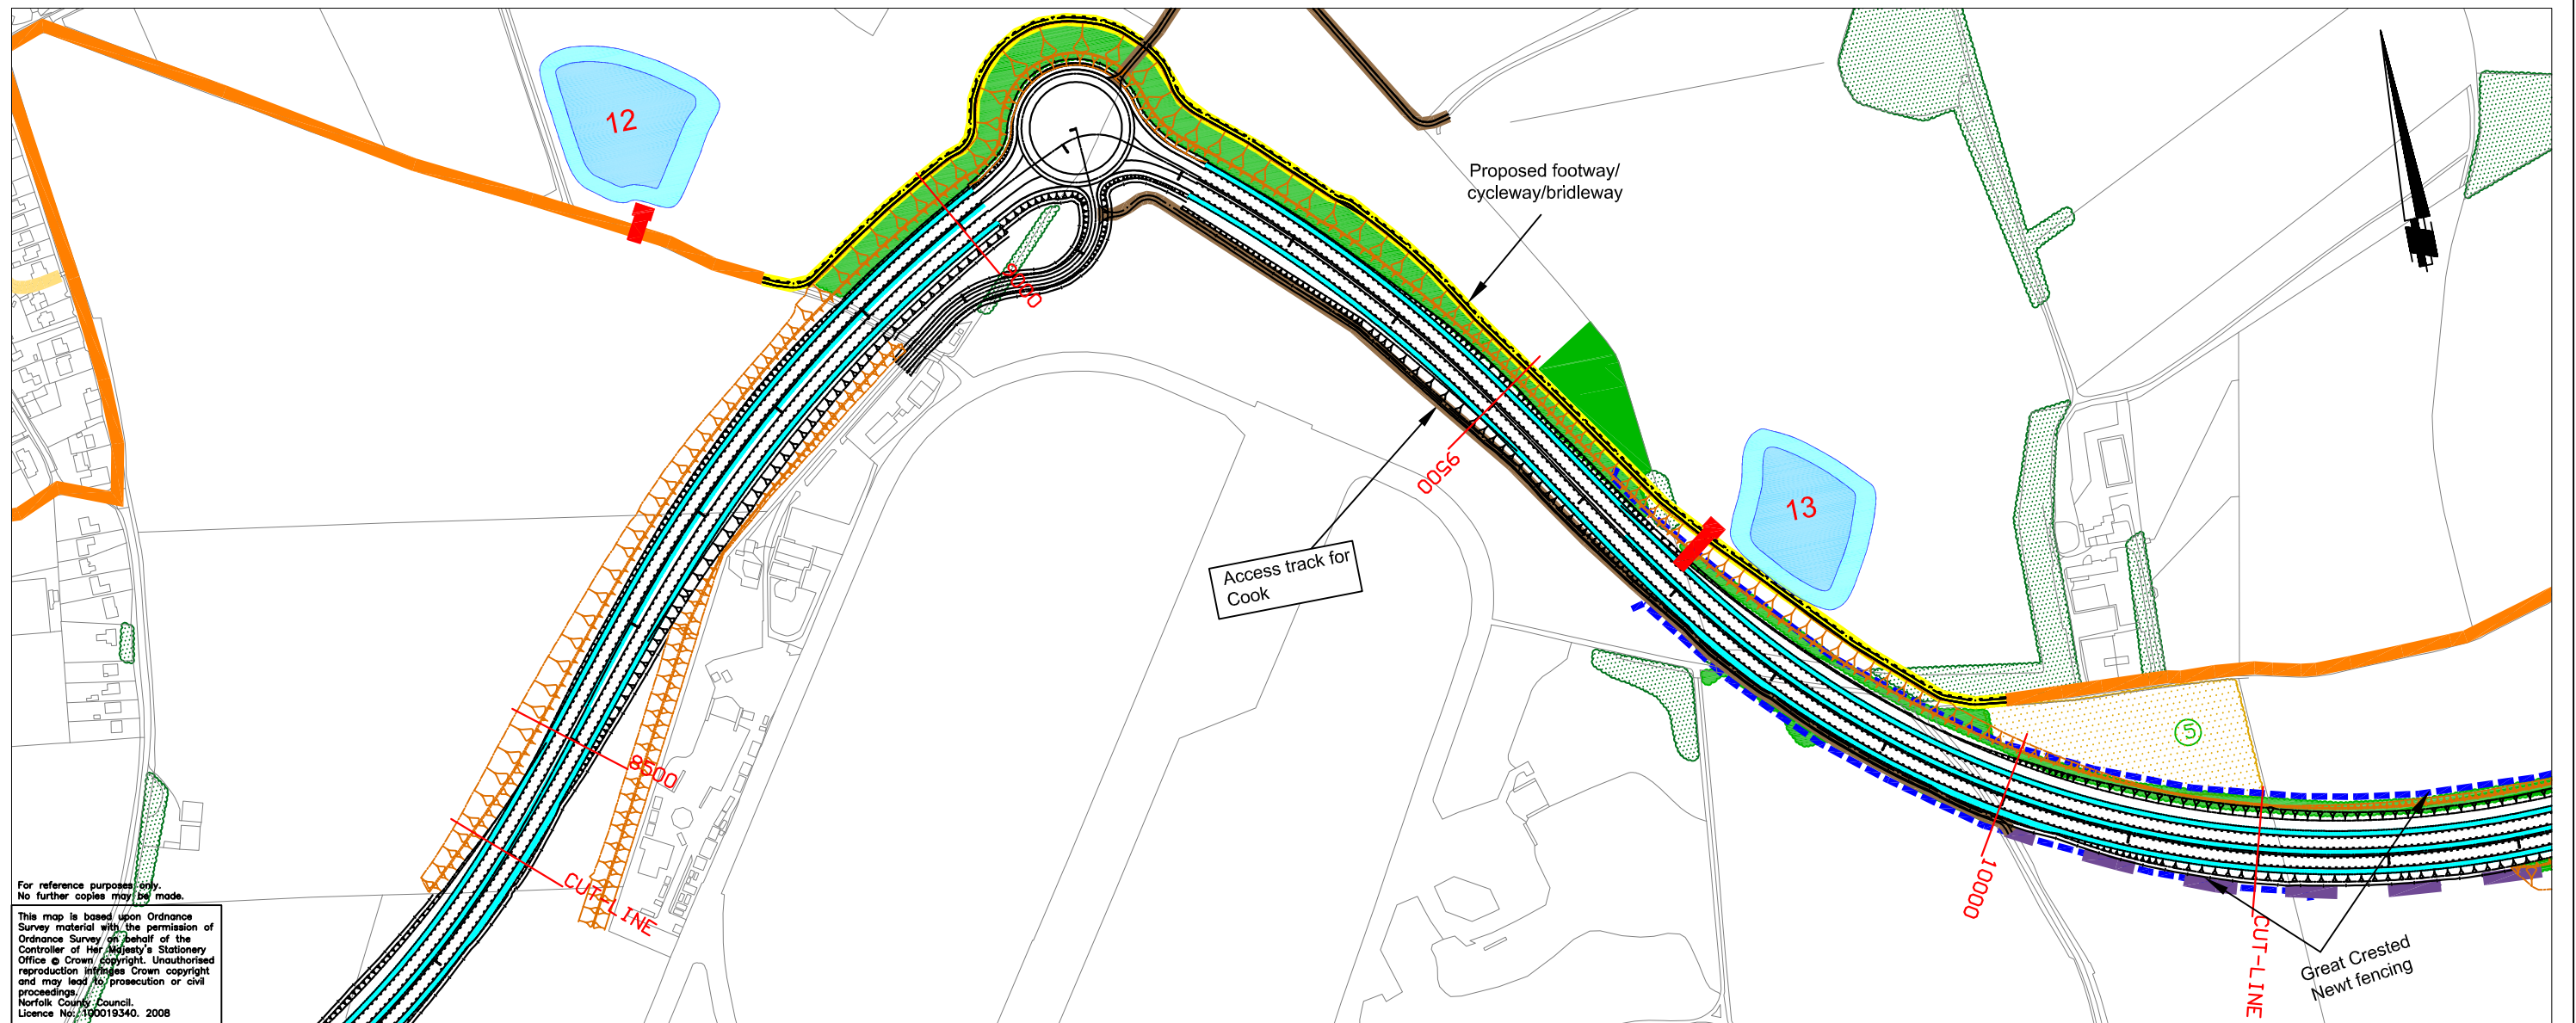 12
Proposed footway/
cycleway/bridleway
9000
9500
13
Access track for
Cook
5
8500
CUT-LINE
10000
CUT-LINE
Great Crested
Newt fencing
For reference purposes only.
No further copies may be made.
This map is based upon Ordnance
Survey material with the permission of
Ordnance Survey on behalf of the
Controller of Her Majesty's Stationery
Office © Crown copyright. Unauthorised
reproduction infringes Crown copyright
and may lead to prosecution or civil
proceedings.
Norfolk County Council.
Licence No: 100019340. 2008